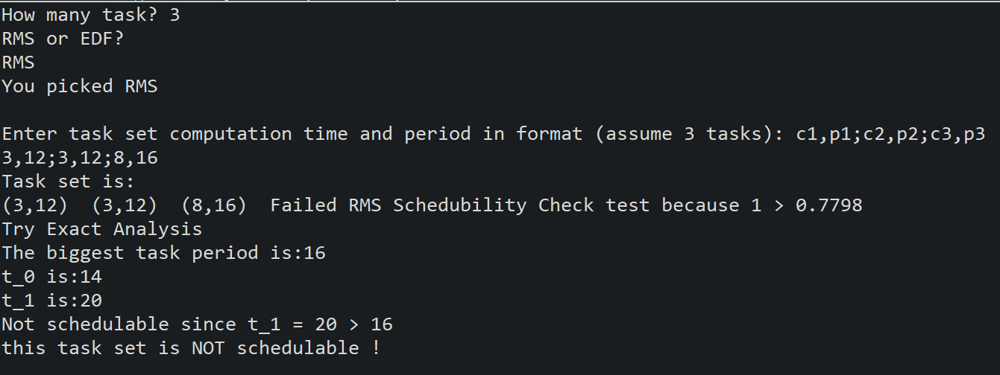 How many task? 3
RMS or EDF?
RMS
You picked RMS
Enter task set computation time and period in format (assume 3 tasks): c1,p1;c2,p2;c3,p3
3,12;3,12;8,16
Task set is:
(3,12)  (3,12)  (8,16)  Failed RMS Schedubility Check test because 1 > 0.7798
Try Exact Analysis
The biggest task period is:16
t_0 is:14
t_1 is:20
Not schedulable since t_1 = 20 > 16
this task set is NOT schedulable !